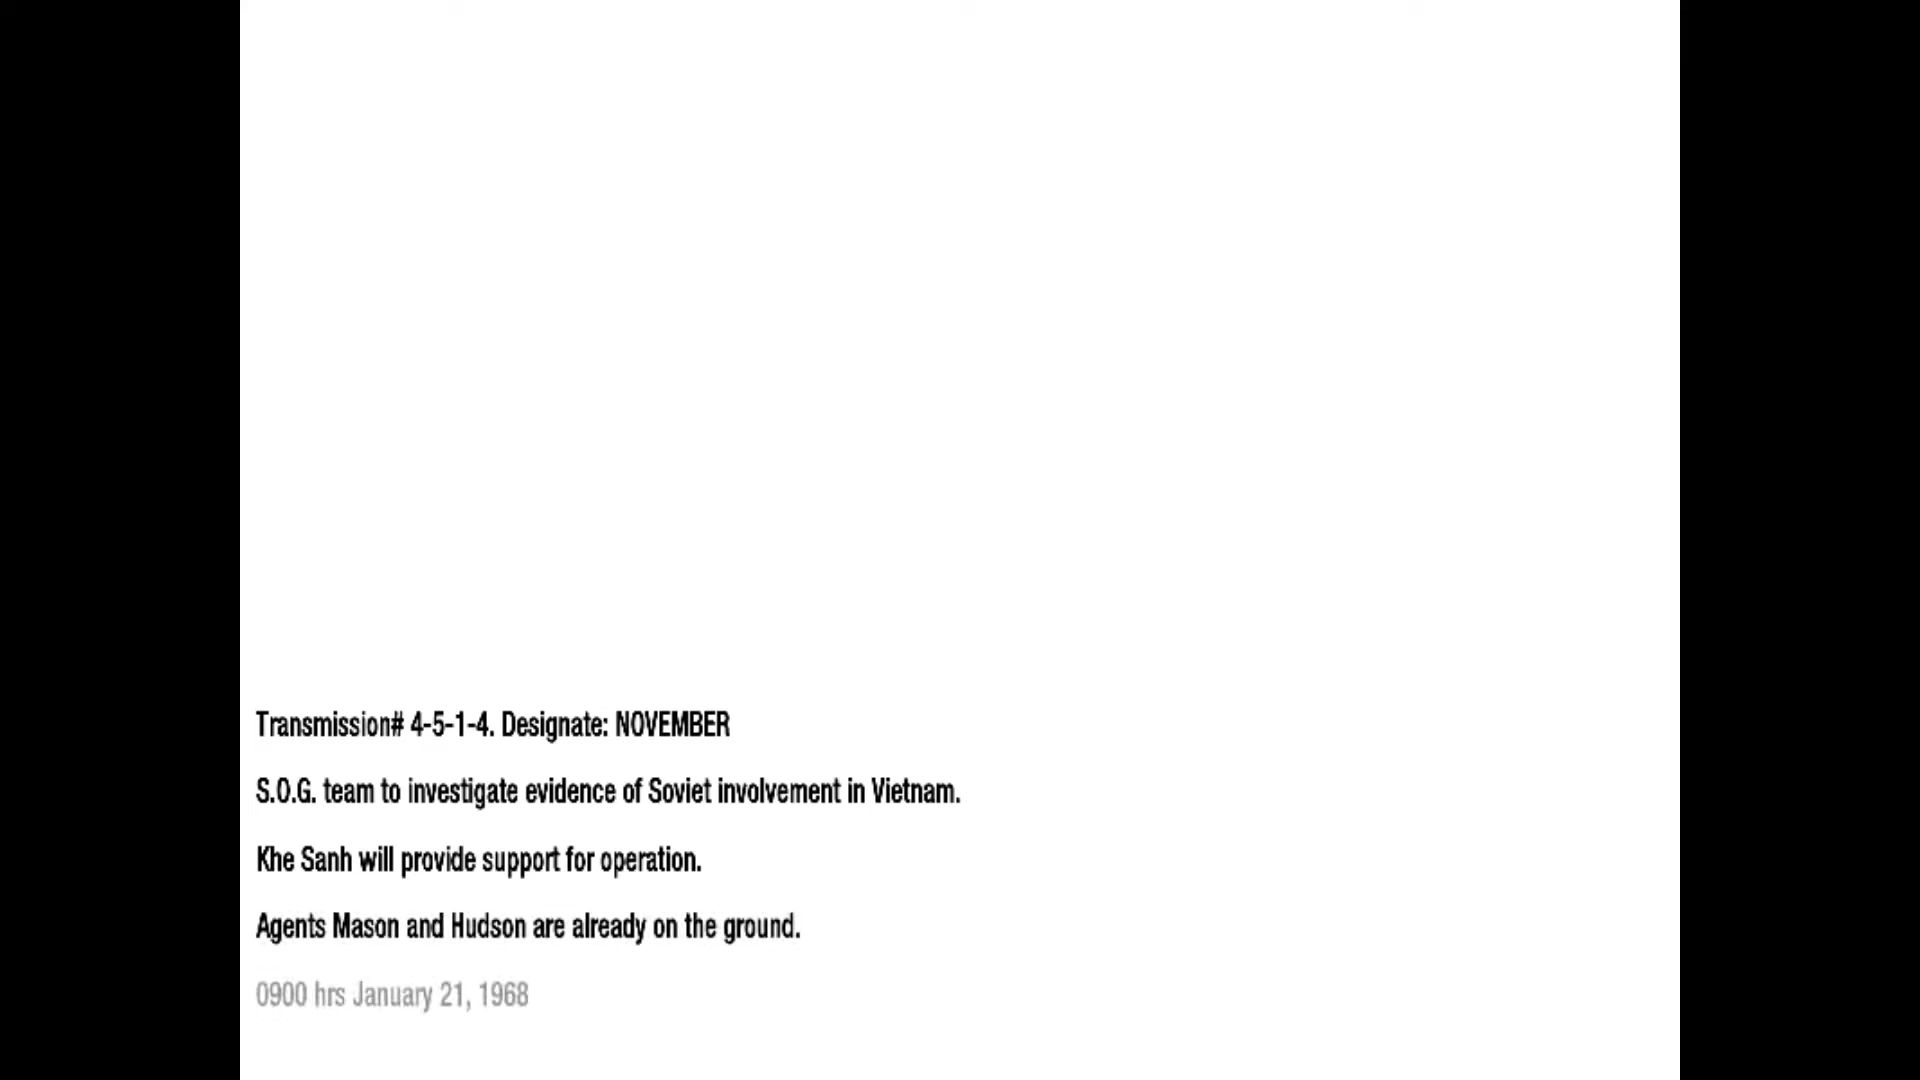 Transmission# 4-5-1-4. Designate: NOVEMBER
S.O.G. team to investigate evidence of Soviet involvement in Vietnam.
Khe Sanh will provide support for operation.
Agents Mason and Hudson are already on the ground.
0900 hrs January 21, 1968